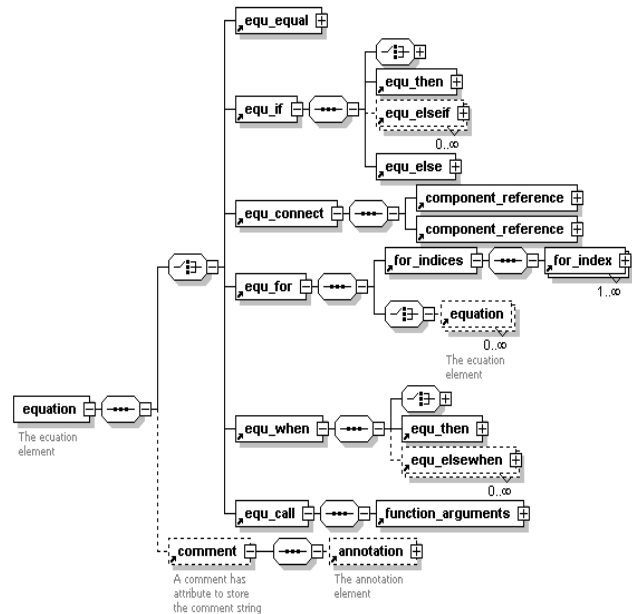 equ_equal
equ_if
equ_then
equ_elseif
0..∞
equ_else
equ_connect
component_reference
component_reference
equ_for
for_indices
for_index
1..∞
equation
0..∞
The ecuation
element
equation
The ecuation
element
equ_when
equ_then
equ_elsewhen
0..∞
equ_call
function_arguments
comment
A comment has
attribute to store
the comment string
annotation
The annotation
element